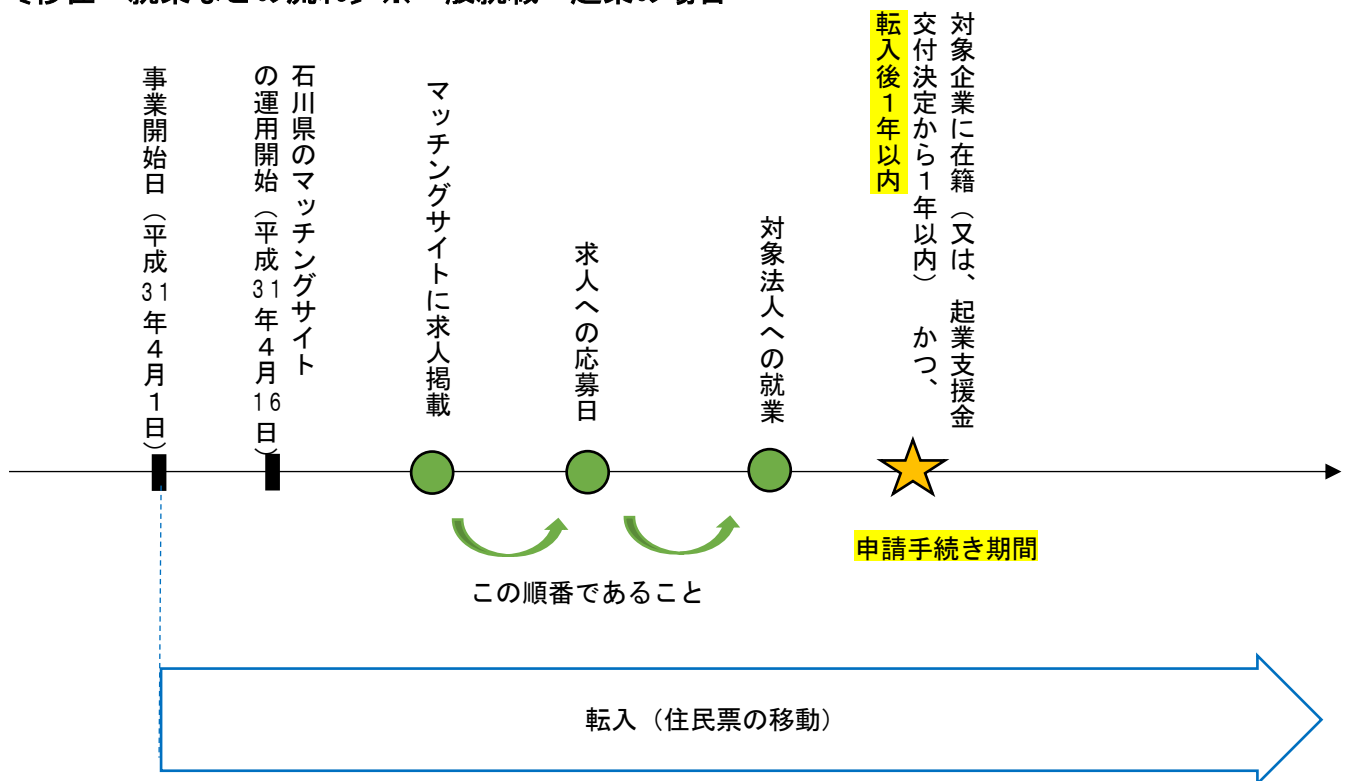 事業開始日（平成31年4月1日）
石川県のマッチングサイト
の運用開始（平成31年4月16日）
マッチングサイトに求人掲載
求人への応募日
対象法人への就業
対象企業に在籍（又は、起業支援金
交付決定から１年以内）　かつ、
転入後１年以内
申請手続き期間
この順番であること
転入（住民票の移動）